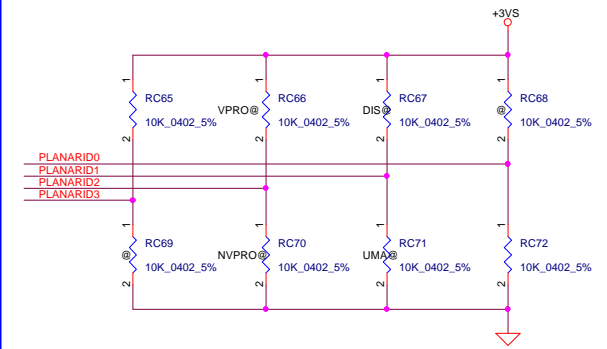 +3VS
1
1
1
1
RC65
RC66
RC67
RC68
VPRO@
DIS@
@
10K_0402_5%
10K_0402_5%
10K_0402_5%
10K_0402_5%
2
2
2
2
PLANARID0
PLANARID1
PLANARID2
PLANARID3
1
1
1
1
RC69
RC70
RC71
RC72
@
NVPRO@
UMA@
10K_0402_5%
10K_0402_5%
10K_0402_5%
10K_0402_5%
2
2
2
2